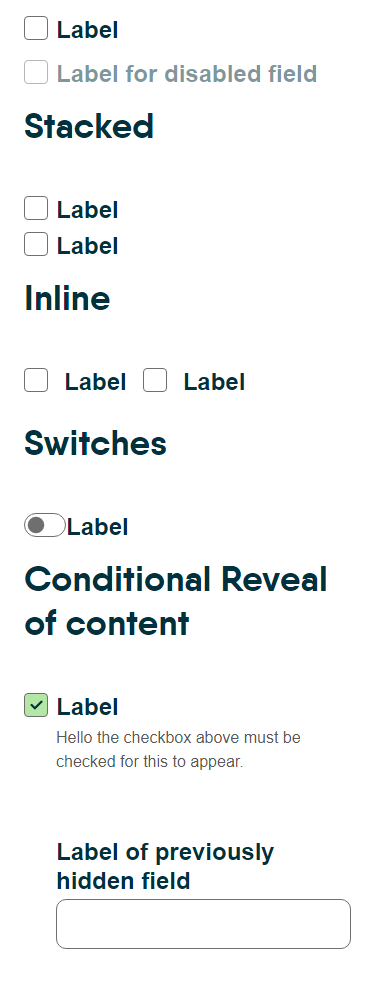 Label
Label for disabled field
Stacked
Label
Label
Inline
Label Label
Switches
Label
Conditional Reveal
of content
Label
Hello the checkbox above must be
checked for this to appear.
Label of previously
hidden field